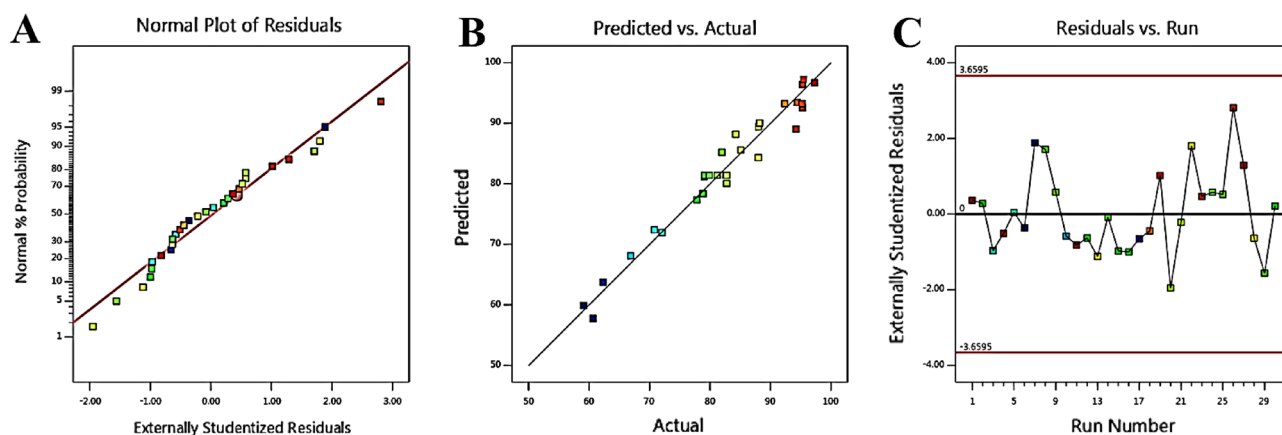 A
Normal Plot of Residuals
Normal % Probability
99
95
90
80
70
50
30
20
10
5
1
-2.00 -1.00 0.00 1.00 2.00 3.00
Externally Studentized Residuals
B
Predicted vs. Actual
Predicted
100
90
80
70
60
50
50 60 70 80 90 100
Actual
C
Residuals vs. Run
Externally Studentized Residuals
4.00
3.6595
2.00
0.00
0
-2.00
-3.6595
-4.00
1 5 9 13 17 21 25 29
Run Number